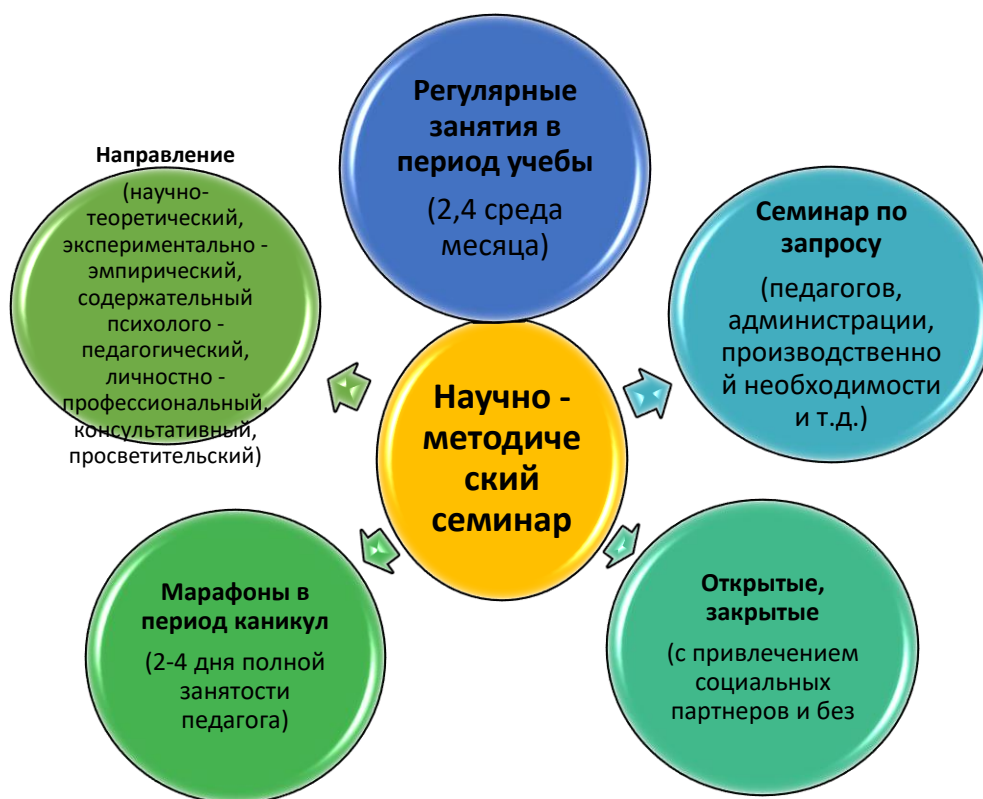 Регулярные
занятия в
период учебы
(2,4 среда
месяца)
Направление
(научно-
теоретический,
экспериментально -
эмпирический,
содержательный
психолого -
педагогический,
личностно -
профессиональный,
консультативный,
просветительский)
Семинар по
запросу
(педагогов,
администрации,
производственно
й необходимости
и т.д.)
Научно -
методиче
ский
семинар
Марафоны в
период каникул
(2-4 дня полной
занятости
педагога)
Открытые,
закрытые
(с привлечением
социальных
партнеров и без